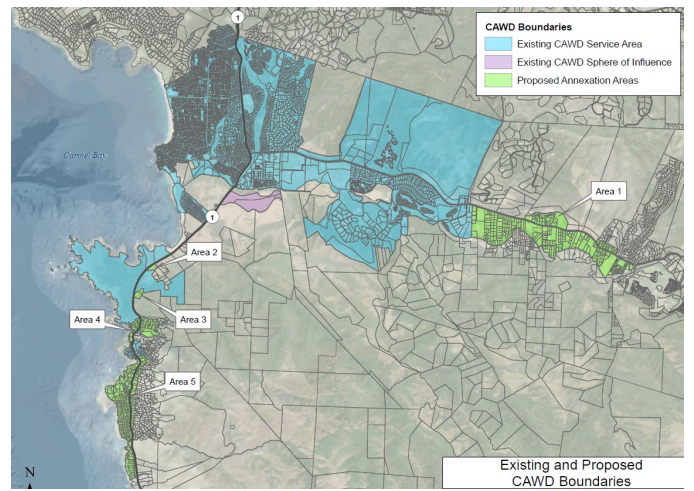 1
CAWD Boundaries
Existing CAWD Service Area
Existing CAWD Sphere of Influence
Proposed Annexation Areas
Carmel Bay
Area 1
1
Area 2
Area 4
Area 3
Area 5
N
Existing and Proposed
CAWD Boundaries